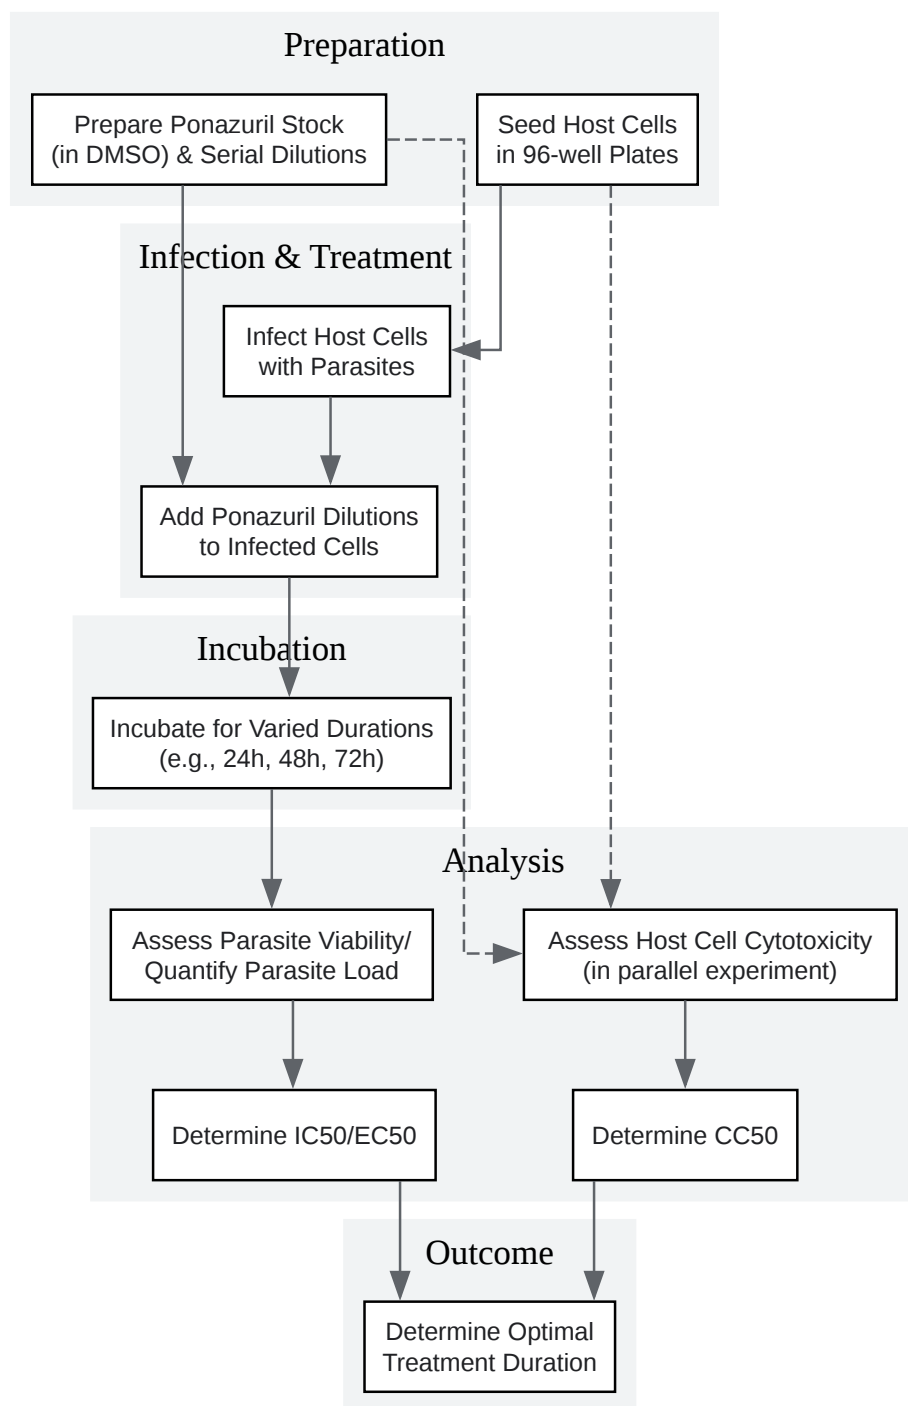 Preparation
Prepare Ponazuril Stock
(in DMSO) & Serial Dilutions
Seed Host Cells
in 96-well Plates
Infection & Treatment
Infect Host Cells
with Parasites
Add Ponazuril Dilutions
to Infected Cells
Incubation
Incubate for Varied Durations
(e.g., 24h, 48h, 72h)
Analysis
Assess Parasite Viability/
Quantify Parasite Load
Assess Host Cell Cytotoxicity
(in parallel experiment)
Determine IC50/EC50
Determine CC50
Outcome
Determine Optimal
Treatment Duration